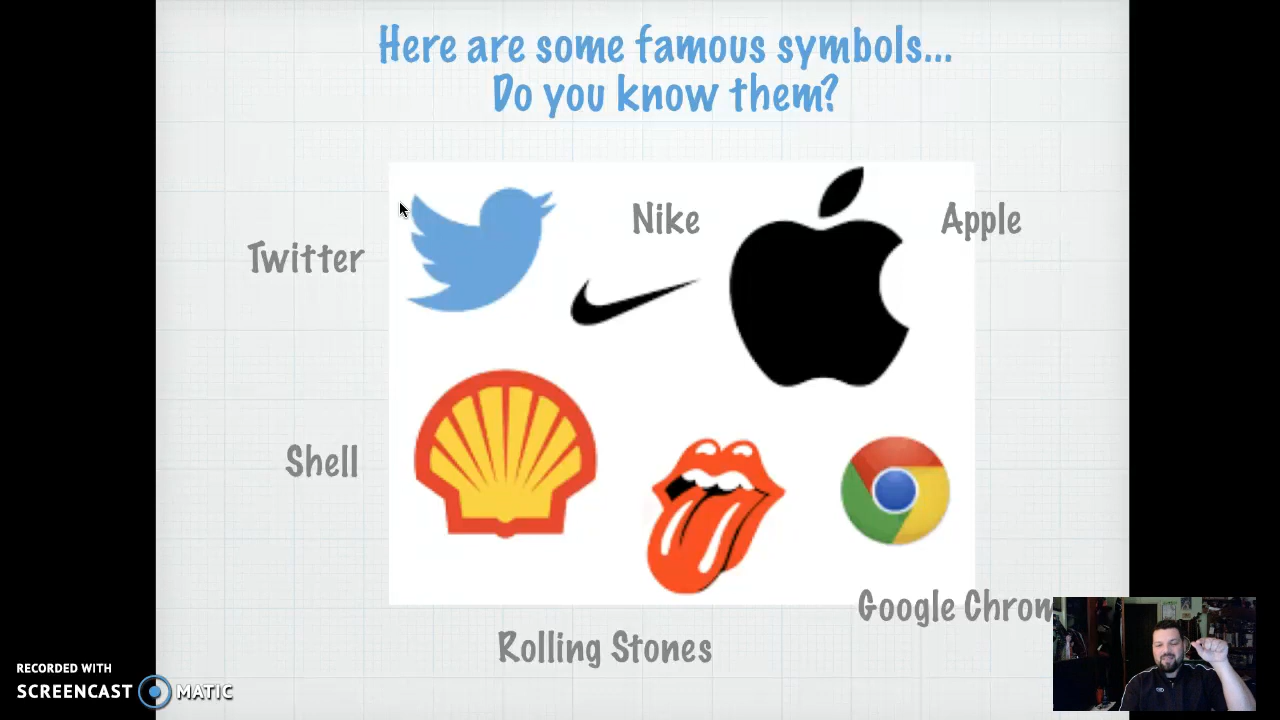 Here are some famous symbols...
Do you know them?
Nike
Apple
Twitter
Shell
Google Chrom
Rolling Stones
RECORDED WITH
SCREENCAST MATIC